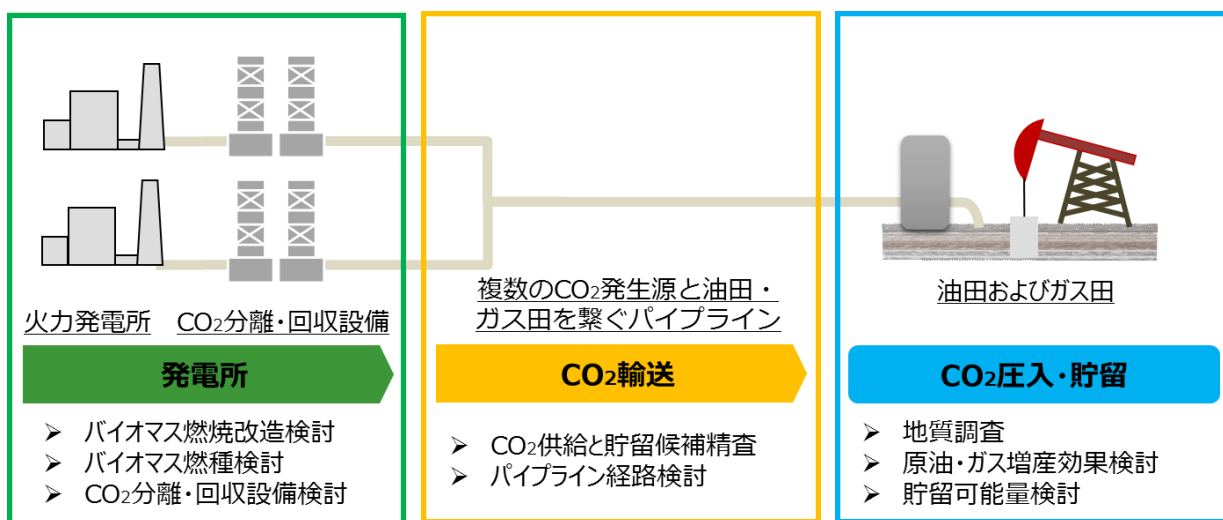 火力発電所
CO₂分離・回収設備
発電所
➢ バイオマス燃焼改造検討
➢ バイオマス燃種検討
➢ CO₂分離・回収設備検討
複数のCO₂発生源と油田・
ガス田を繋ぐパイプライン
CO₂輸送
➢ CO₂供給と貯留候補精査
➢ パイプライン経路検討
油田およびガス田
CO₂圧入・貯留
➢ 地質調査
➢ 原油・ガス増産効果検討
➢ 貯留可能量検討